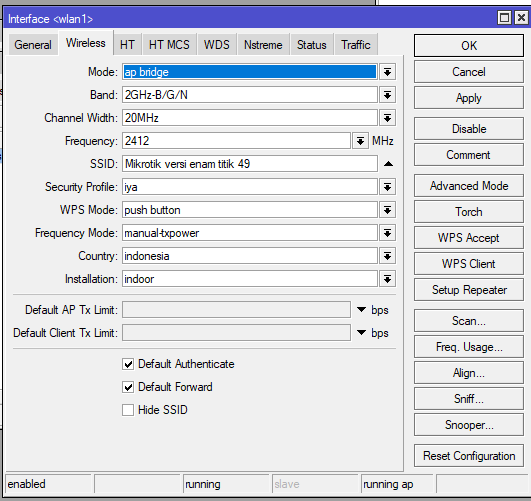 Interface <wlan1>
General Wireless HT HT MCS WDS Nstreme Status Traffic
Mode: ap bridge
Band: 2GHz-B/G/N
Channel Width: 20MHz
Frequency: 2412 MHz
SSID: Mikrotik versi enam titik 49
Security Profile: iya
WPS Mode: push button
Frequency Mode: manual-txpower
Country: indonesia
Installation: indoor
Default AP Tx Limit: bps
Default Client Tx Limit: bps
Default Authenticate
Default Forward
Hide SSID
OK
Cancel
Apply
Disable
Comment
Advanced Mode
Torch
WPS Accept
WPS Client
Setup Repeater
Scan...
Freq. Usage...
Align...
Sniff...
Snooper...
Reset Configuration
enabled running slave running ap